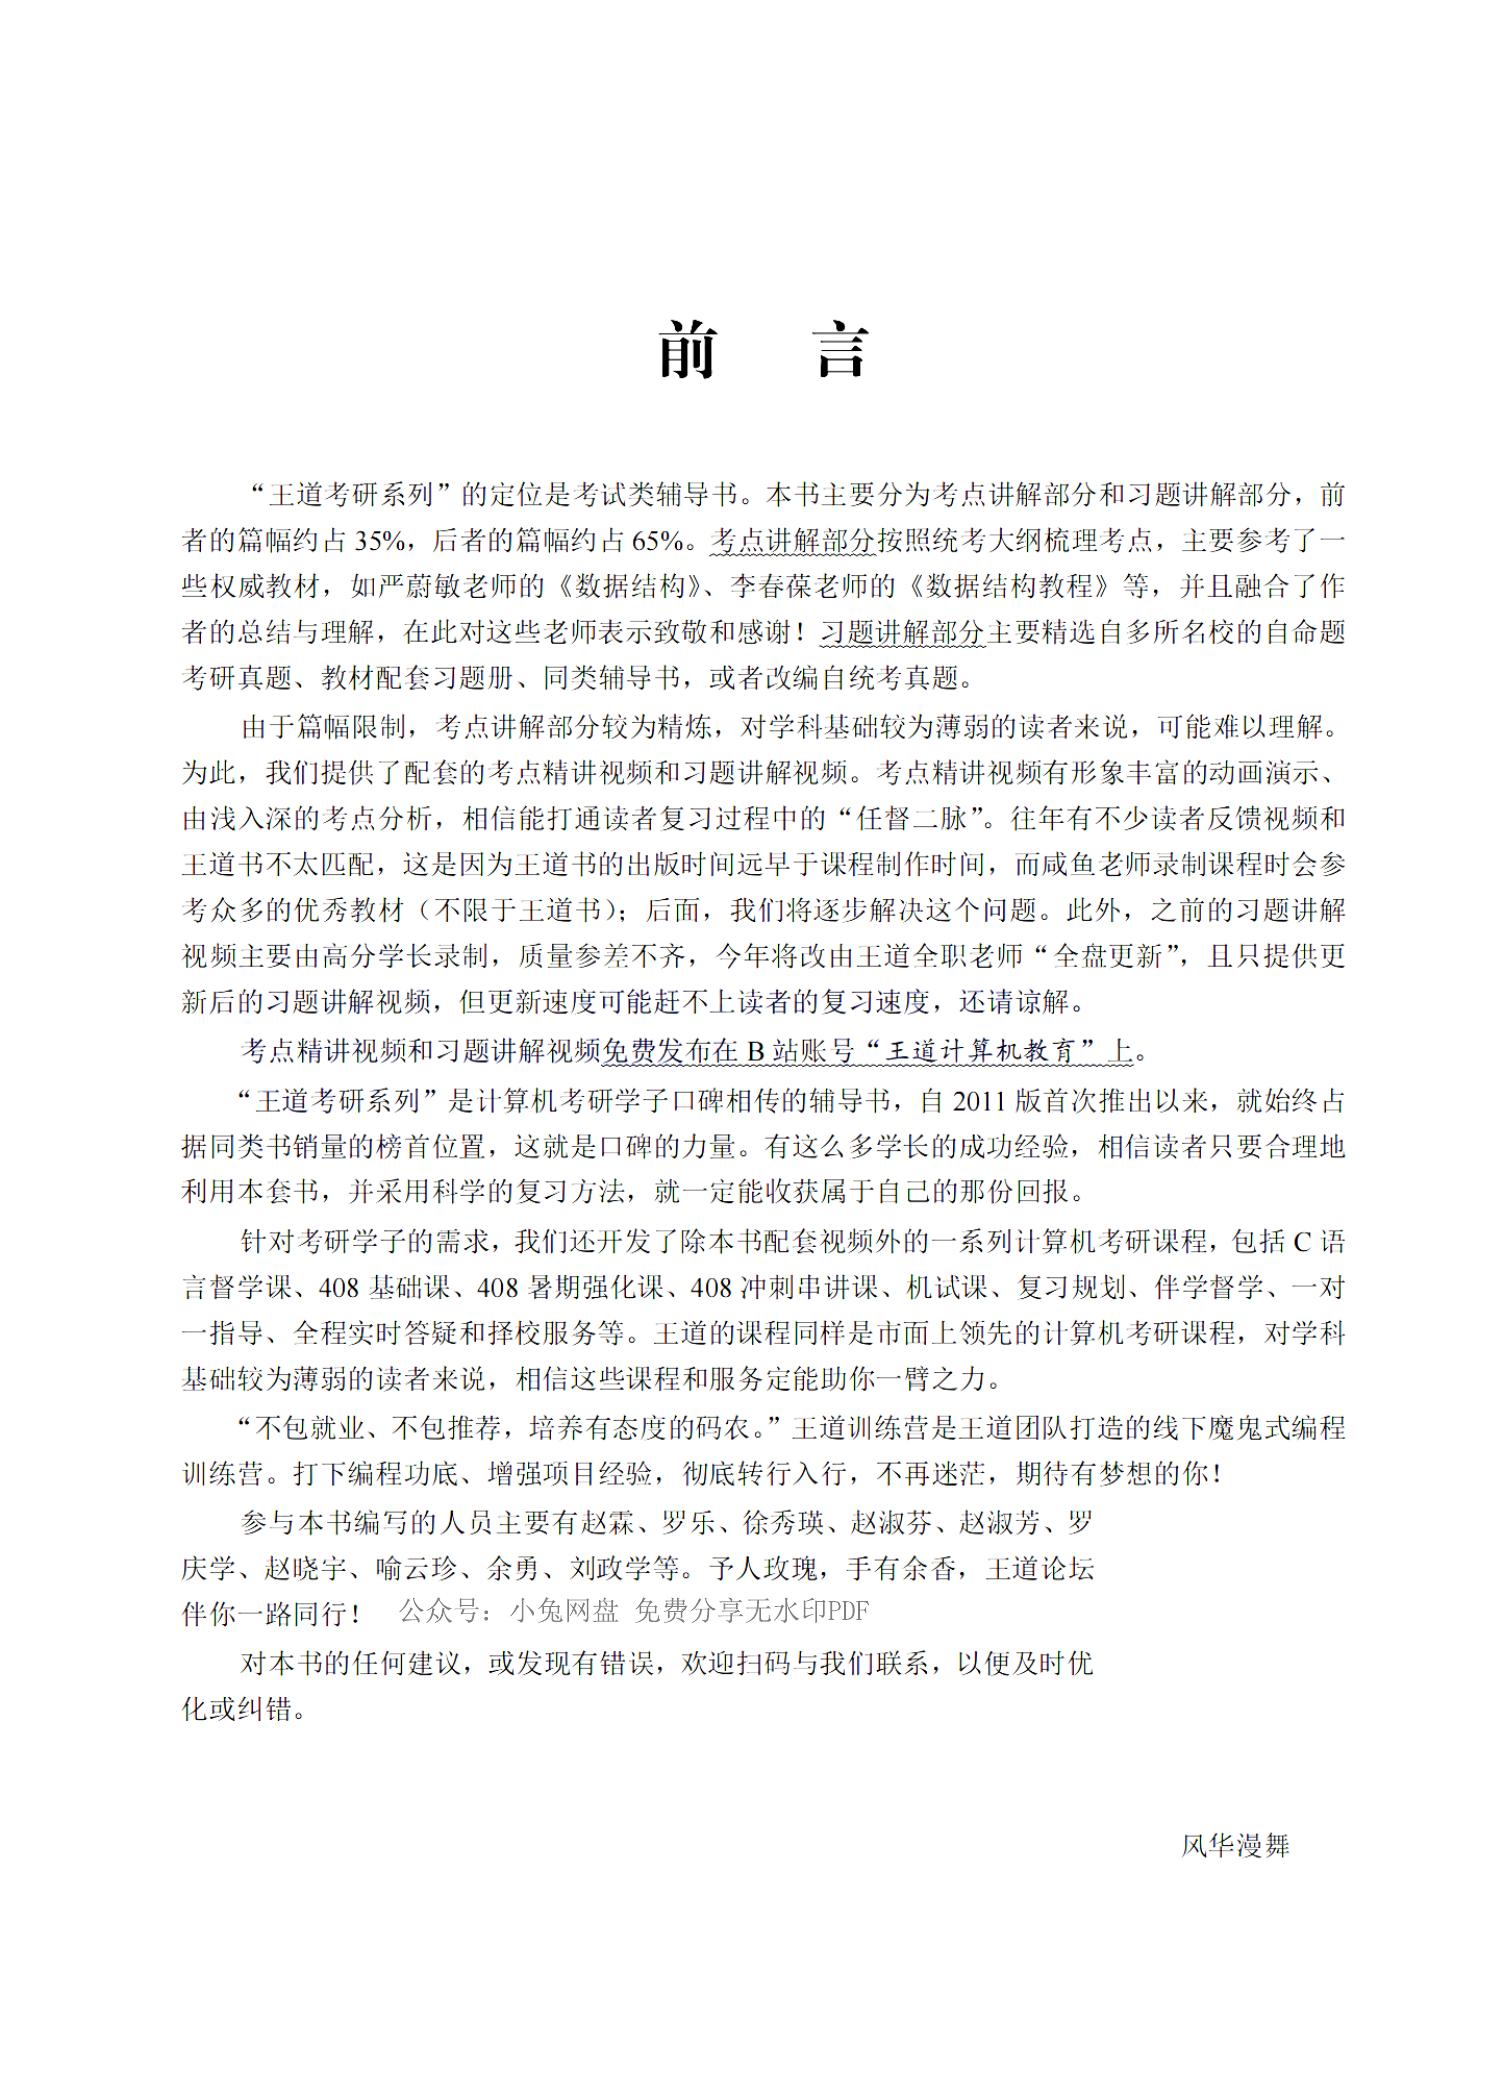 前 言
“王道考研系列”的定位是考试类辅导书。本书主要分为考点讲解部分和习题讲解部分，前
者的篇幅约占 35%，后者的篇幅约占 65%。考点讲解部分按照统考大纲梳理考点，主要参考了一
些权威教材，如严蔚敏老师的《数据结构》、李春葆老师的《数据结构教程》等，并且融合了作
者的总结与理解，在此对这些老师表示致敬和感谢！习题讲解部分主要精选自多所名校的自命题
考研真题、教材配套习题册、同类辅导书，或者改编自统考真题。
由于篇幅限制，考点讲解部分较为精炼，对学科基础较为薄弱的读者来说，可能难以理解。
为此，我们提供了配套的考点精讲视频和习题讲解视频。考点精讲视频有形象丰富的动画演示、
由浅入深的考点分析，相信能打通读者复习过程中的“任督二脉”。往年有不少读者反馈视频和
王道书不太匹配，这是因为王道书的出版时间远早于课程制作时间，而咸鱼老师录制课程时会参
考众多的优秀教材（不限于王道书）；后面，我们将逐步解决这个问题。此外，之前的习题讲解
视频主要由高分学长录制，质量参差不齐，今年将改由王道全职老师“全盘更新”，且只提供更
新后的习题讲解视频，但更新速度可能赶不上读者的复习速度，还请谅解。
考点精讲视频和习题讲解视频免费发布在 B 站账号“王道计算机教育”上。
“王道考研系列”是计算机考研学子口碑相传的辅导书，自 2011 版首次推出以来，就始终占
据同类书销量的榜首位置，这就是口碑的力量。有这么多学长的成功经验，相信读者只要合理地
利用本套书，并采用科学的复习方法，就一定能收获属于自己的那份回报。
针对考研学子的需求，我们还开发了除本书配套视频外的一系列计算机考研课程，包括 C 语
言督学课、408 基础课、408 暑期强化课、408 冲刺串讲课、机试课、复习规划、伴学督学、一对
一指导、全程实时答疑和择校服务等。王道的课程同样是市面上领先的计算机考研课程，对学科
基础较为薄弱的读者来说，相信这些课程和服务定能助你一臂之力。
“不包就业、不包推荐，培养有态度的码农。”王道训练营是王道团队打造的线下魔鬼式编程
训练营。打下编程功底、增强项目经验，彻底转行入行，不再迷茫，期待有梦想的你！
参与本书编写的人员主要有赵霖、罗乐、徐秀瑛、赵淑芬、赵淑芳、罗
庆学、赵晓宇、喻云珍、余勇、刘政学等。予人玫瑰，手有余香，王道论坛
伴你一路同行！ 公众号：小兔网盘 免费分享无水印PDF
对本书的任何建议，或发现有错误，欢迎扫码与我们联系，以便及时优
化或纠错。
风华漫舞